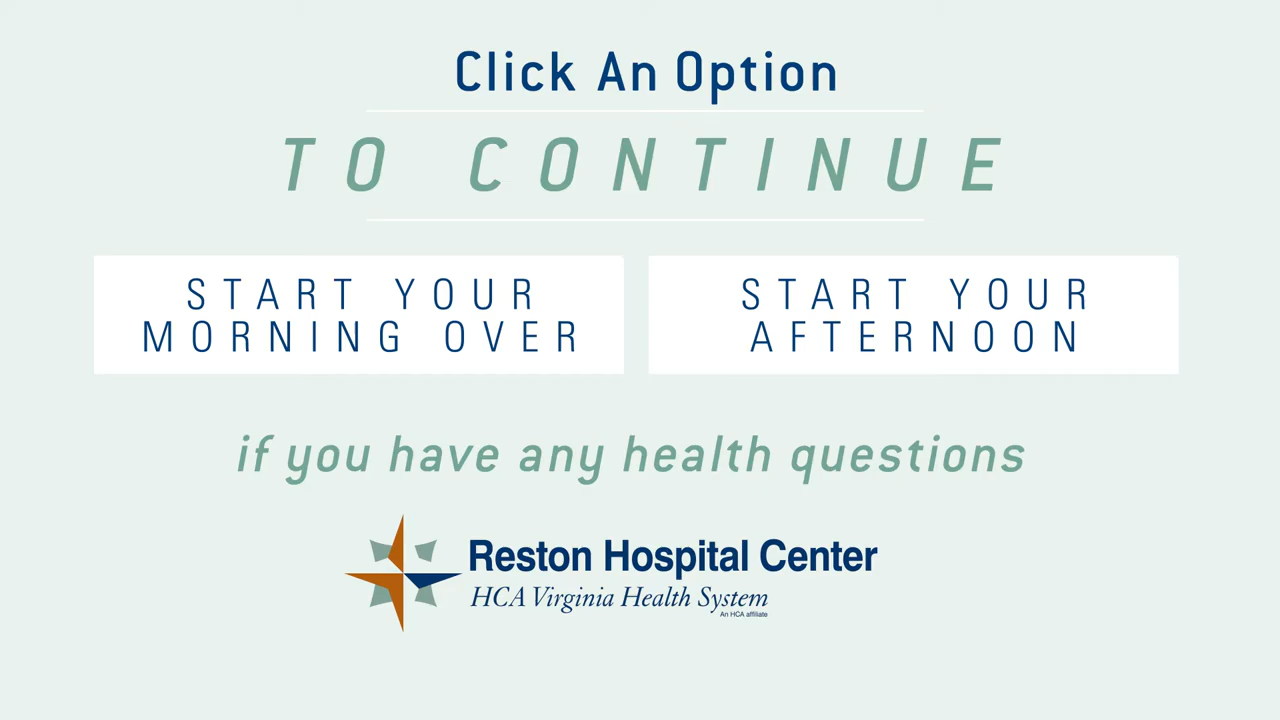 Click An Option
TO CONTINUE
START YOUR
MORNING OVER
START YOUR
AFTERNOON
if you have any health questions
Reston Hospital Center
HCA Virginia Health System
An HCA affiliate